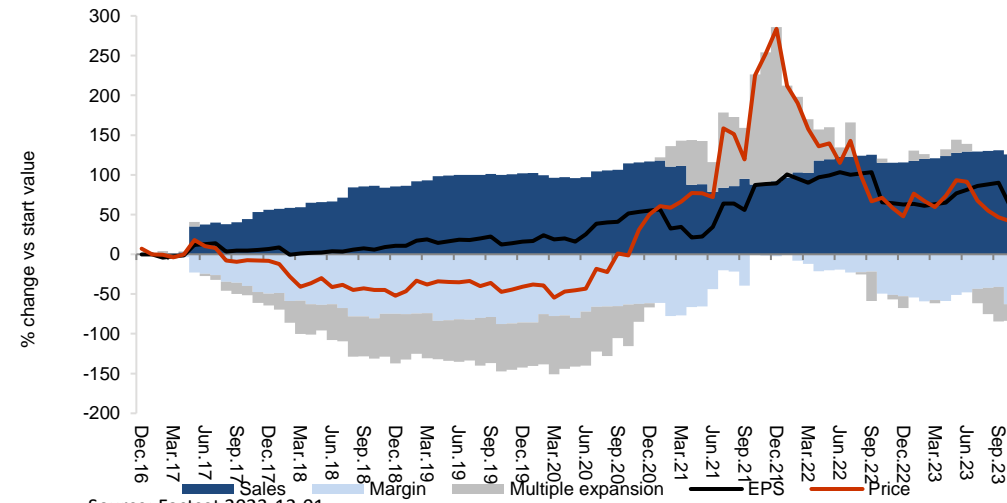 300
250
200
150
100
50
0
-50
-100
-150
-200
% change vs start value
Dec.16
Mar.17
Jun.17
Sep.17
Dec.17
Mar.18
Jun.18
Sep.18
Dec.18
Mar.19
Jun.19
Sep.19
Dec.19
Mar.20
Jun.20
Sep.20
Dec.20
Mar.21
Jun.21
Sep.21
Dec.21
Mar.22
Jun.22
Sep.22
Dec.22
Mar.23
Jun.23
Sep.23
Sales Margin Multiple expansion EPS Price